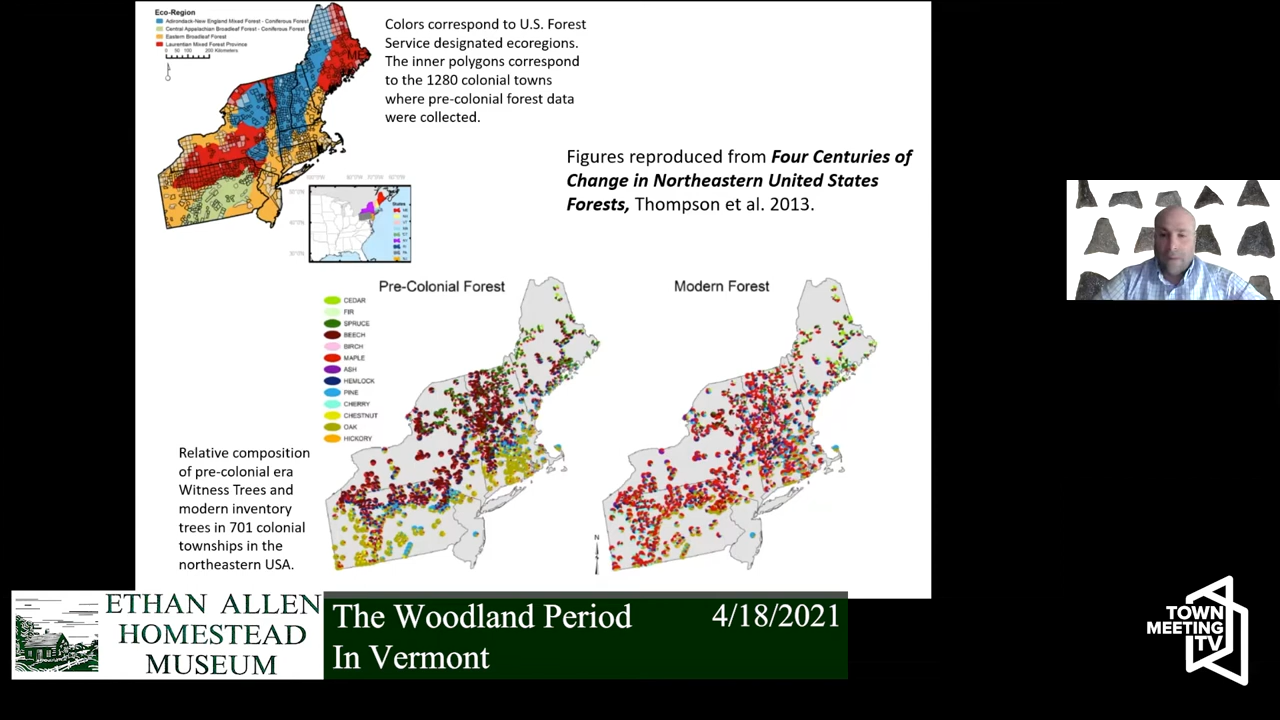 Eco-Region
Adirondack-New England Mixed Forest - Coniferous Forest
Central Appalachian Broadleaf Forest - Coniferous Forest
Eastern Broadleaf Forest
Laurentian Mixed Forest Province
0 50 100 200 Kilometers
Colors correspond to U.S. Forest
Service designated ecoregions.
The inner polygons correspond
to the 1280 colonial towns
where pre-colonial forest data
were collected.
Figures reproduced from Four Centuries of
Change in Northeastern United States
Forests, Thompson et al. 2013.
States
Pre-Colonial Forest
Modern Forest
CEDAR
FIR
SPRUCE
BEECH
BIRCH
MAPLE
ASH
HEMLOCK
PINE
CHERRY
CHESTNUT
OAK
HICKORY
Relative composition
of pre-colonial era
Witness Trees and
modern inventory
trees in 701 colonial
townships in the
northeastern USA.
N
ETHAN ALLEN
HOMESTEAD
MUSEUM
The Woodland Period 4/18/2021
In Vermont
TOWN
MEETING
TV